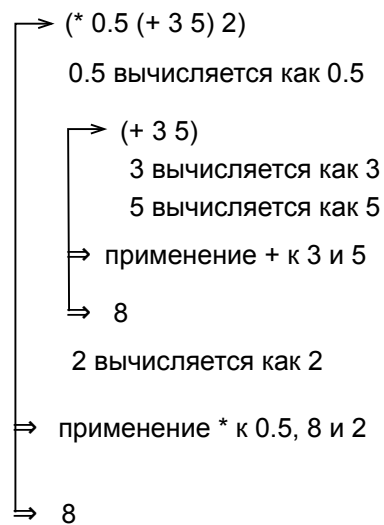 (* 0.5 (+ 3 5) 2)
0.5 вычисляется как 0.5
(+ 3 5)
3 вычисляется как 3
5 вычисляется как 5
⇒ применение + к 3 и 5
⇒ 8
2 вычисляется как 2
⇒ применение * к 0.5, 8 и 2
⇒ 8